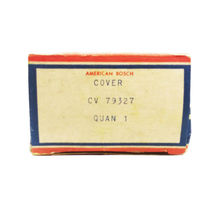 AMERICAN BOSCH
COVER
CV 79327
QUAN 1